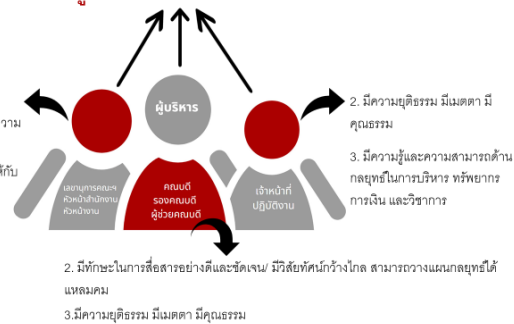 ผู้บริหาร
2. มีความยุติธรรม มีเมตตา มี
คุณธรรม
3. มีความรู้และความสามารถด้าน
กลยุทธ์ในการบริหาร ทรัพยากร
การเงิน และวิชาการ
เลขานุการคณะฯ
หัวหน้าสำนักงาน
หัวหน้างาน
คณบดี
รองคณบดี
ผู้ช่วยคณบดี
เจ้าหน้าที่
ปฏิบัติงาน
2. มีทักษะในการสื่อสารอย่างดีและชัดเจน/ มีวิสัยทัศน์กว้างไกล สามารถวางแผนกลยุทธ์ได้
แหลมคม
3.มีความยุติธรรม มีเมตตา มีคุณธรรม